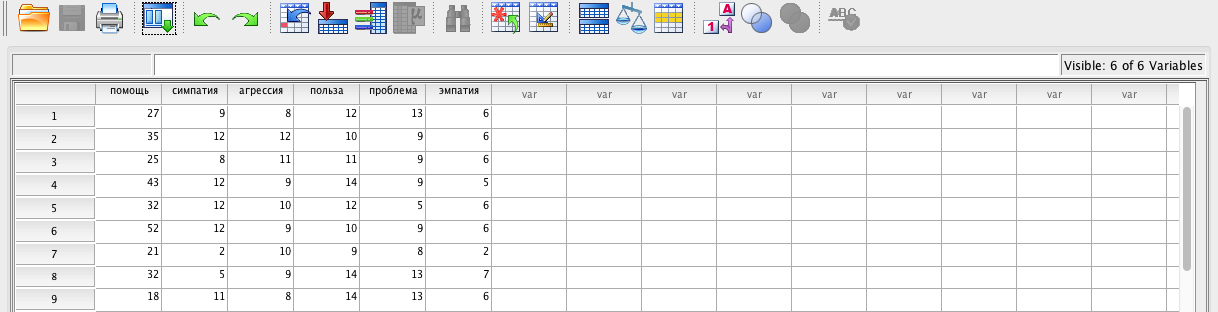 A
1
ABC
Visible: 6 of 6 Variables
помощь симпатия агрессия польза проблема эмпатия var var var var var var var var var
1 27 9 8 12 13 6
2 35 12 12 10 9 6
3 25 8 11 11 9 6
4 43 12 9 14 9 5
5 32 12 10 12 5 6
6 52 12 9 10 9 6
7 21 2 10 9 8 2
8 32 5 9 14 13 7
9 18 11 8 14 13 6